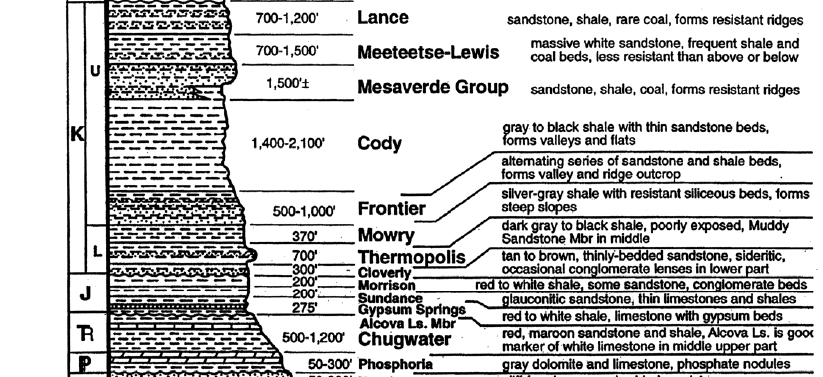 700-1,200' Lance sandstone, shale, rare coal, forms resistant ridges
700-1,500' Meeteetse-Lewis massive white sandstone, frequent shale and
coal beds, less resistant than above or below
U
1,500'± Mesaverde Group sandstone, shale, coal, forms resistant ridges
K
1,400-2,100' Cody gray to black shale with thin sandstone beds,
forms valleys and flats
alternating series of sandstone and shale beds,
forms valley and ridge outcrop
500-1,000' Frontier silver-gray shale with resistant siliceous beds, forms
steep slopes
370' Mowry dark gray to black shale, poorly exposed, Muddy
Sandstone Mbr in middle
L
700' Thermopolis tan to brown, thinly-bedded sandstone, sideritic,
300' Cloverly occasional conglomerate lenses in lower part
J
200' Morrison red to white shale, some sandstone, conglomerate beds
200' Sundance glauconitic sandstone, thin limestones and shales
275' Gypsum Springs red to white shale, limestone with gypsum beds
Alcova Ls. Mbr
TR 500-1,200' Chugwater red, maroon sandstone and shale, Alcova Ls. is good
marker of white limestone in middle upper part
P 50-300' Phosphoria gray dolomite and limestone, phosphate nodules